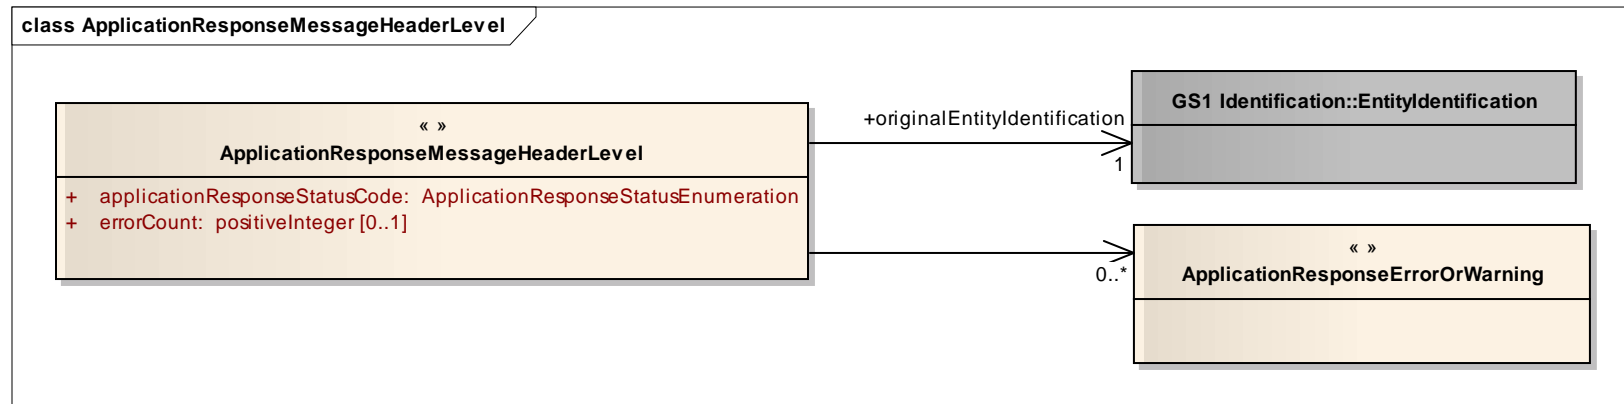 class ApplicationResponseMessageHeaderLevel
« »
ApplicationResponseMessageHeaderLevel
+ applicationResponseStatusCode: ApplicationResponseStatusEnumeration
+ errorCount: positiveInteger [0..1]
+originalEntityIdentification
1
GS1 Identification::EntityIdentification
0..*
« »
ApplicationResponseErrorOrWarning